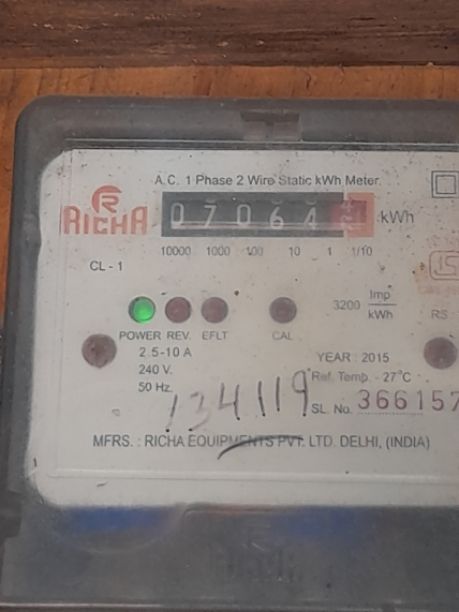 A.C. 1 Phase 2 Wire Static kWh Meter
RICHA
07064 kWh
10000 1000 100 10 1 1/10
CL - 1
3200 Imp/kWh
POWER REV. EFLT CAL
RS
2.5-10 A
240 V.
50 Hz.
YEAR : 2015
Ref. Temp. - 27°C
134119
SL. No. 366157
MFRS. : RICHA EQUIPMENTS PVT. LTD. DELHI, (INDIA)